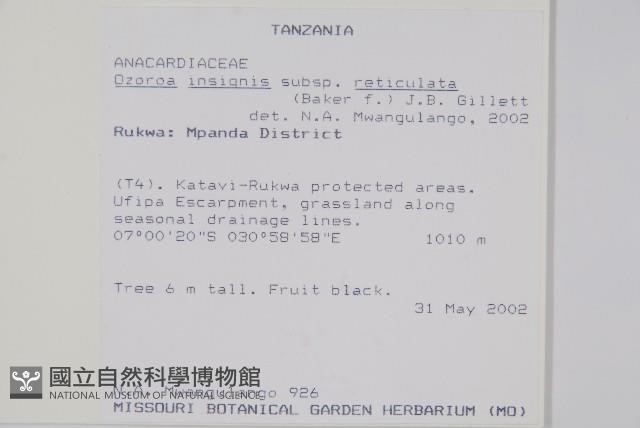 TANZANIA
ANACARDIACEAE
Ozoroa insignis subsp. reticulata
(Baker f.) J.B. Gillett
det. N.A. Mwangulango, 2002
Rukwa: Mpanda District
(T4). Katavi-Rukwa protected areas.
Ufipa Escarpment, grassland along
seasonal drainage lines.
07°00'20"S 030°58'58"E 1010 m
Tree 6 m tall. Fruit black.
31 May 2002
國立自然科學博物館
N.A. Mwangulango 926
NATIONAL MUSEUM OF NATURAL SCIENCE
MISSOURI BOTANICAL GARDEN HERBARIUM (MO)